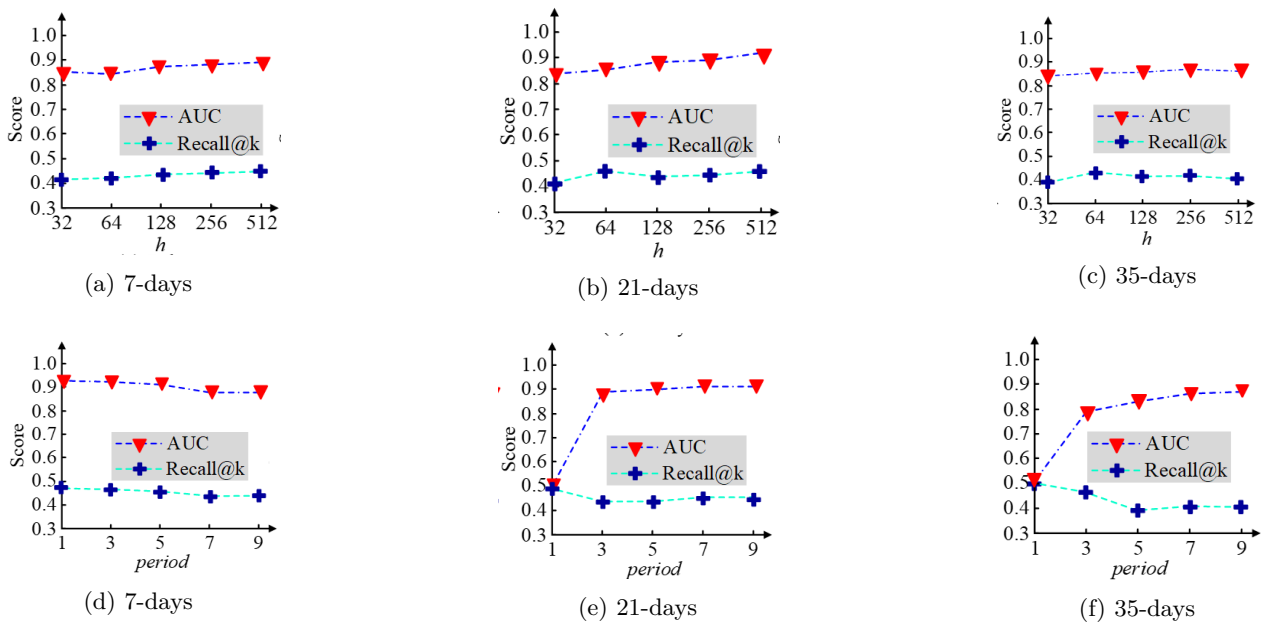 1.0
0.9
0.8
0.7
0.6
0.5
0.4
0.3
Score
AUC
Recall@k
32 64 128 256 512
h
(a) 7-days
1.0
0.9
0.8
0.7
0.6
0.5
0.4
0.3
Score
AUC
Recall@k
32 64 128 256 512
h
(b) 21-days
1.0
0.9
0.8
0.7
0.6
0.5
0.4
0.3
Score
AUC
Recall@k
32 64 128 256 512
h
(c) 35-days
1.0
0.9
0.8
0.7
0.6
0.5
0.4
0.3
Score
AUC
Recall@k
1 3 5 7 9
period
(d) 7-days
1.0
0.9
0.8
0.7
0.6
0.5
0.4
0.3
Score
AUC
Recall@k
1 3 5 7 9
period
(e) 21-days
1.0
0.9
0.8
0.7
0.6
0.5
0.4
0.3
Score
AUC
Recall@k
1 3 5 7 9
period
(f) 35-days